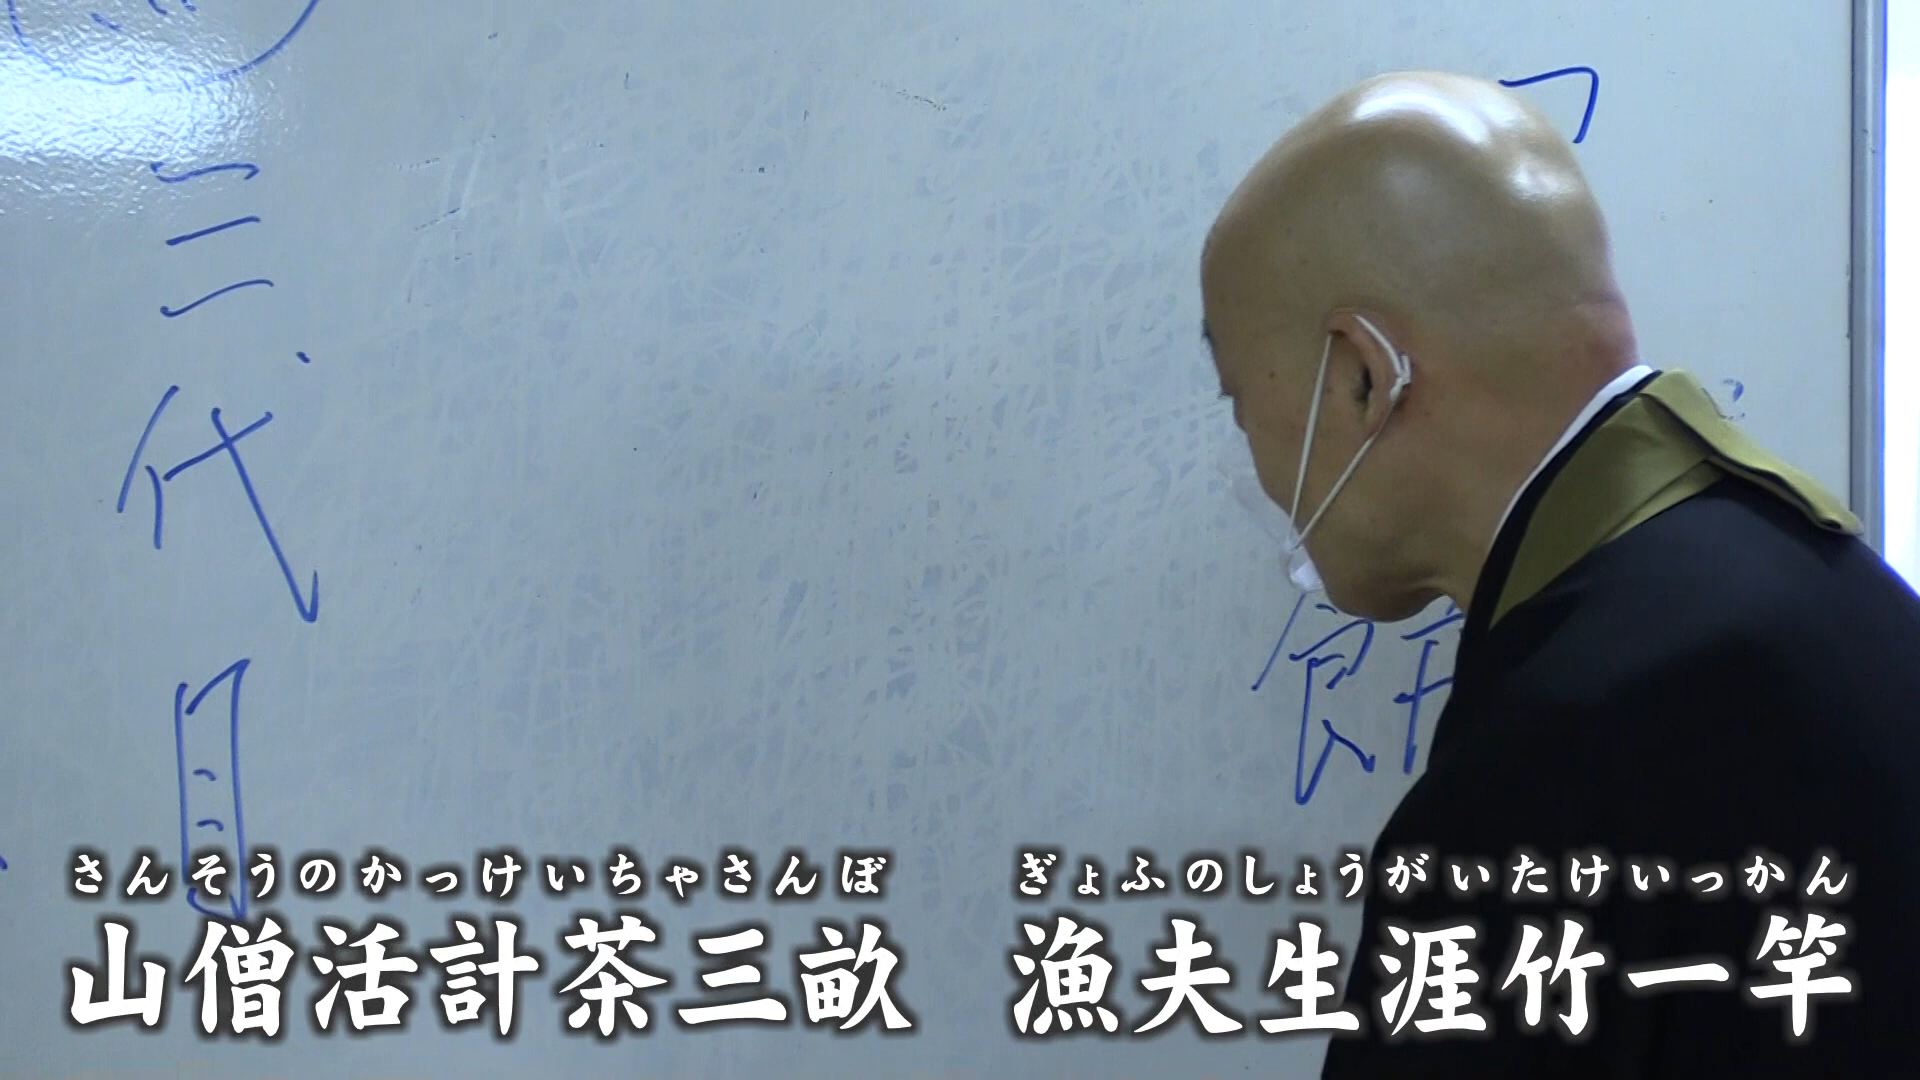 三代目
さんそうのかっけいちゃさんぼ　ぎょふのしょうがいたけいっかん
山僧活計茶三畝　漁夫生涯竹一竿